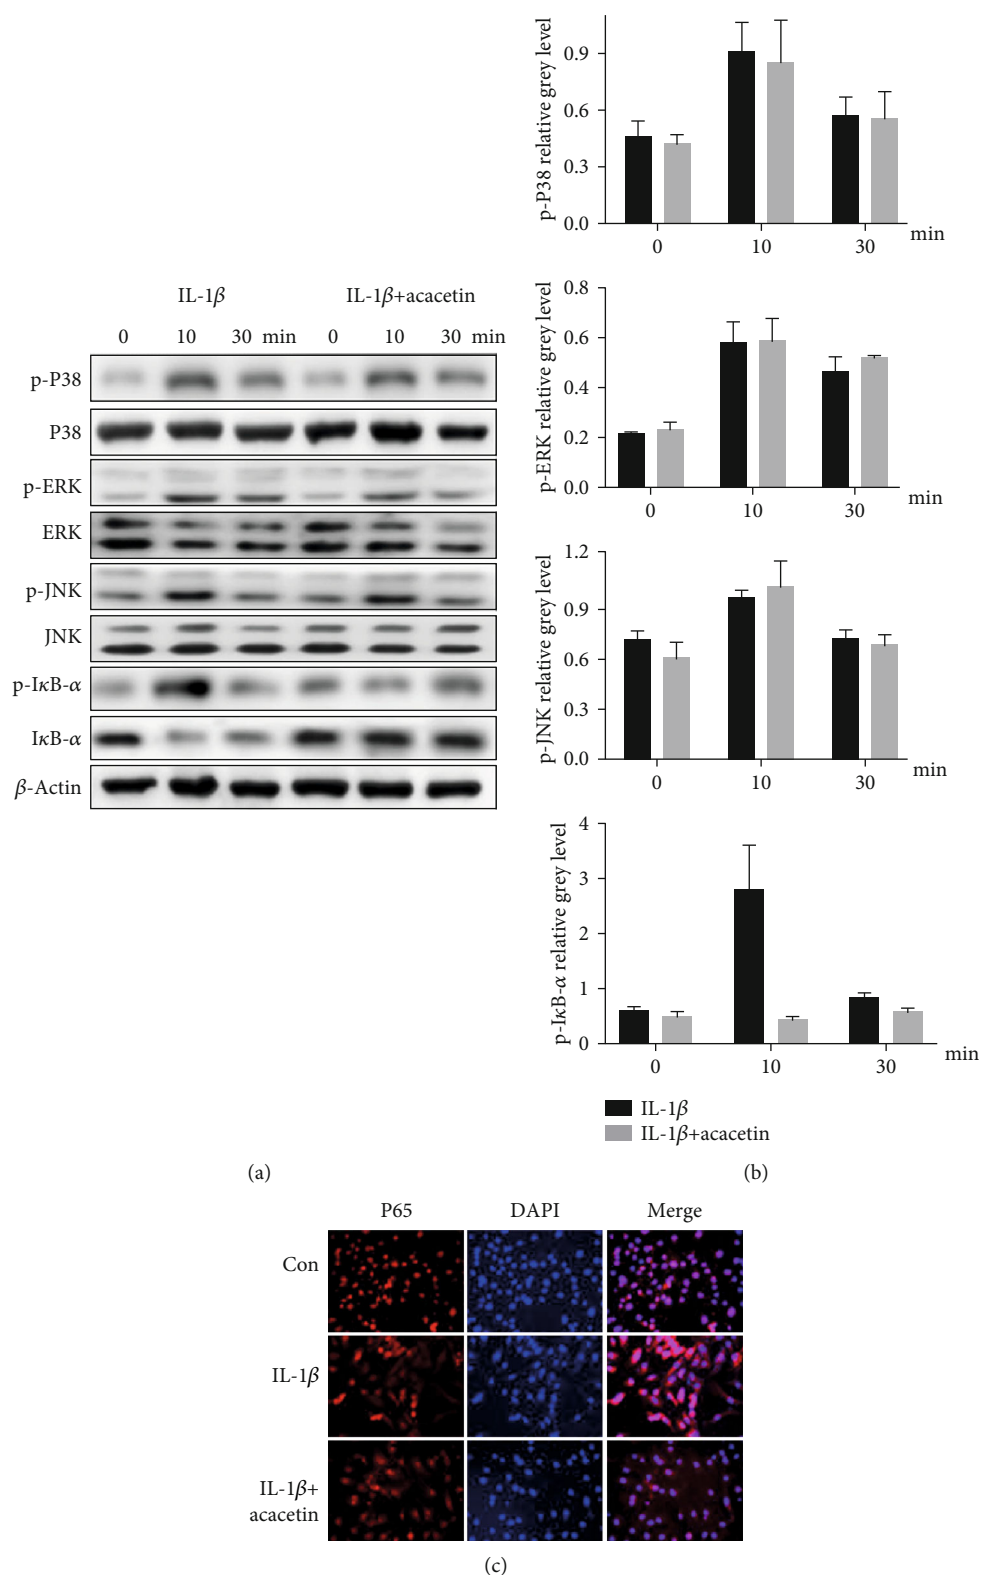 IL-1β IL-1β+acacetin
0 10 30 min 0 10 30 min
p-P38
P38
p-ERK
ERK
p-JNK
JNK
p-IκB-α
IκB-α
β-Actin
(a)
p-P38 relative grey level
0.9
0.6
0.3
0.0
0 10 30 min
p-ERK relative grey level
0.8
0.6
0.4
0.2
0.0
0 10 30 min
p-JNK relative grey level
1.2
0.9
0.6
0.3
0.0
0 10 30 min
p-IκB-α relative grey level
4
3
2
1
0
0 10 30 min
IL-1β
IL-1β+acacetin
(b)
P65 DAPI Merge
Con
IL-1β
IL-1β+
acacetin
(c)